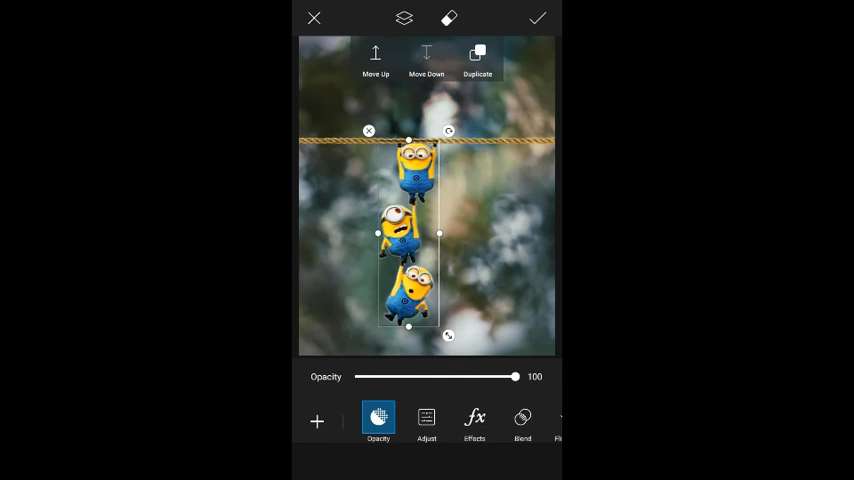 Move Up Move Down Duplicate
Opacity 100
Opacity Adjust Effects Blend